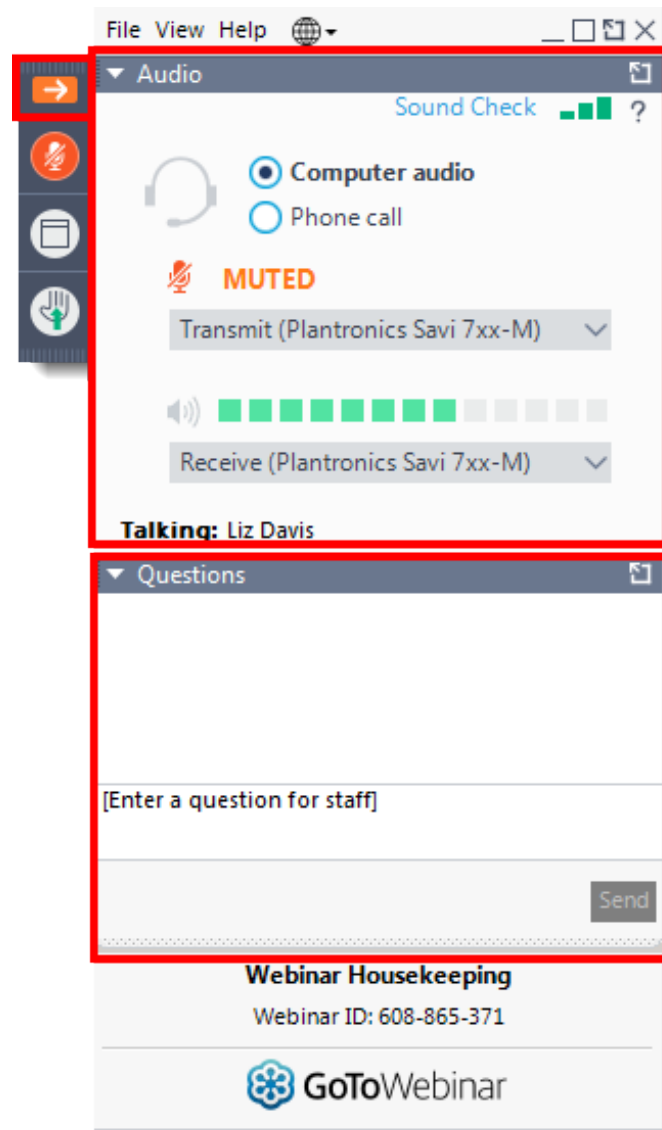 File View Help
Audio
Sound Check ?
Computer audio
Phone call
MUTED
Transmit (Plantronics Savi 7xx-M)
Receive (Plantronics Savi 7xx-M)
Talking: Liz Davis
Questions
[Enter a question for staff]
Send
Webinar Housekeeping
Webinar ID: 608-865-371
GoToWebinar